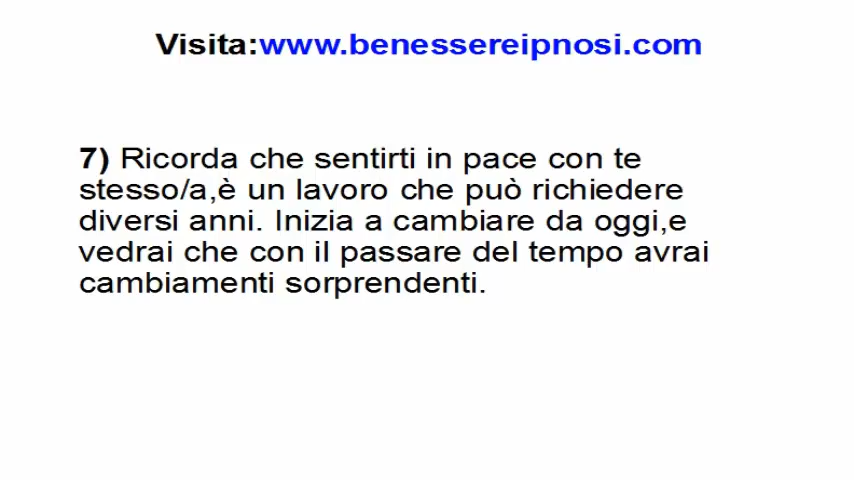 Visita:www.benessereipnosi.com
7) Ricorda che sentirti in pace con te
stesso/a,è un lavoro che può richiedere
diversi anni. Inizia a cambiare da oggi,e
vedrai che con il passare del tempo avrai
cambiamenti sorprendenti.